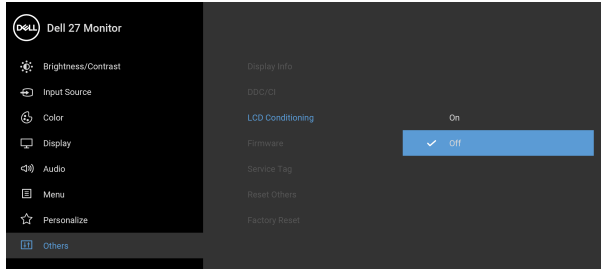 DELL Dell 27 Monitor
Brightness/Contrast
Input Source
Color
Display
Audio
Menu
Personalize
Others
Display Info
DDC/CI
LCD Conditioning
Firmware
Service Tag
Reset Others
Factory Reset
On
Off